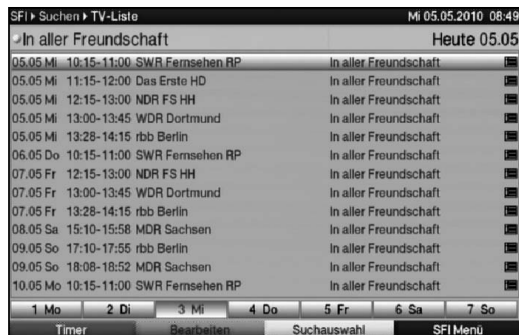 SFI ▸ Suchen ▸ TV-Liste Mi 05.05.2010 08:49
In aller Freundschaft Heute 05.05
05.05 Mi 10:15-11:00 SWR Fernsehen RP In aller Freundschaft
05.05 Mi 11:15-12:00 Das Erste HD In aller Freundschaft
05.05 Mi 12:15-13:00 NDR FS HH In aller Freundschaft
05.05 Mi 13:00-13:45 WDR Dortmund In aller Freundschaft
05.05 Mi 13:28-14:15 rbb Berlin In aller Freundschaft
06.05 Do 10:15-11:00 SWR Fernsehen RP In aller Freundschaft
07.05 Fr 12:15-13:00 NDR FS HH In aller Freundschaft
07.05 Fr 13:00-13:45 WDR Dortmund In aller Freundschaft
07.05 Fr 13:28-14:15 rbb Berlin In aller Freundschaft
08.05 Sa 15:10-15:58 MDR Sachsen In aller Freundschaft
09.05 So 17:10-17:55 rbb Berlin In aller Freundschaft
09.05 So 18:08-18:52 MDR Sachsen In aller Freundschaft
10.05 Mo 10:15-11:00 SWR Fernsehen RP In aller Freundschaft
1 Mo 2 Di 3 Mi 4 Do 5 Fr 6 Sa 7 So
Timer Bearbeiten Suchauswahl SFI Menü